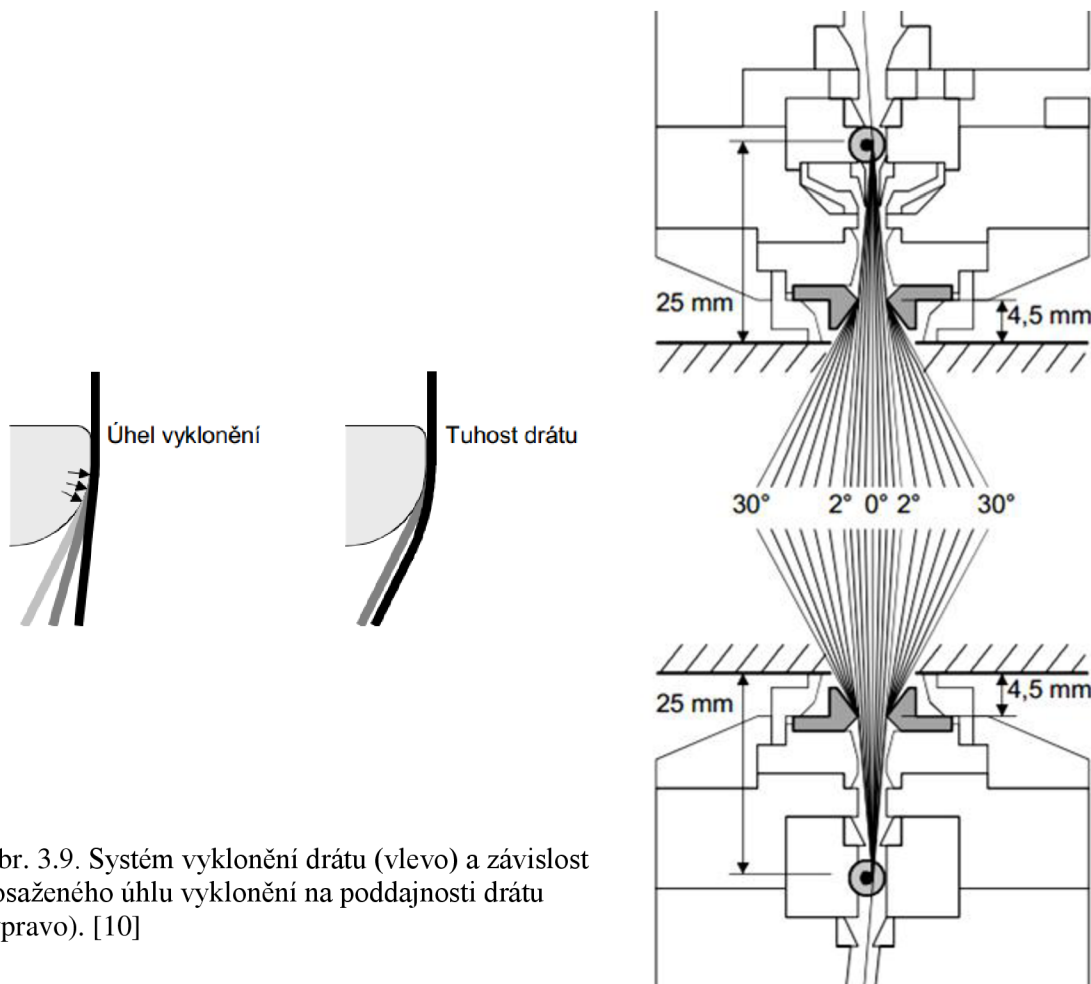 25 mm
4,5 mm
Úhel vyklonění
Tuhost drátu
30° 2° 0° 2° 30°
25 mm
4,5 mm
br. 3.9. Systém vyklonění drátu (vlevo) a závislost
osaženého úhlu vyklonění na poddajnosti drátu
pravo). [10]